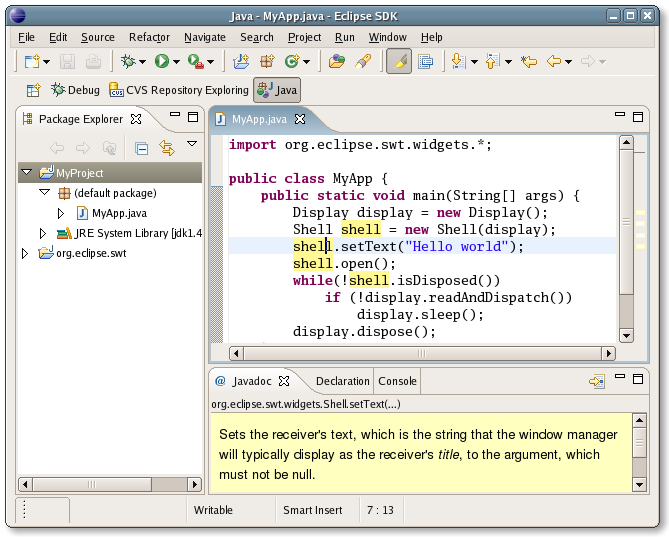 Java - MyApp.java - Eclipse SDK
File Edit Source Refactor Navigate Search Project Run Window Help
Debug CVS Repository Exploring Java
Package Explorer
MyProject
(default package)
MyApp.java
JRE System Library [jdk1.4
org.eclipse.swt
MyApp.java
import org.eclipse.swt.widgets.*;
public class MyApp {
public static void main(String[] args) {
Display display = new Display();
Shell shell = new Shell(display);
shell.setText("Hello world");
shell.open();
while(!shell.isDisposed())
if (!display.readAndDispatch())
display.sleep();
display.dispose();
@ Javadoc Declaration Console
org.eclipse.swt.widgets.Shell.setText(...)
Sets the receiver's text, which is the string that the window manager
will typically display as the receiver's title, to the argument, which
must not be null.
Writable Smart Insert 7 : 13